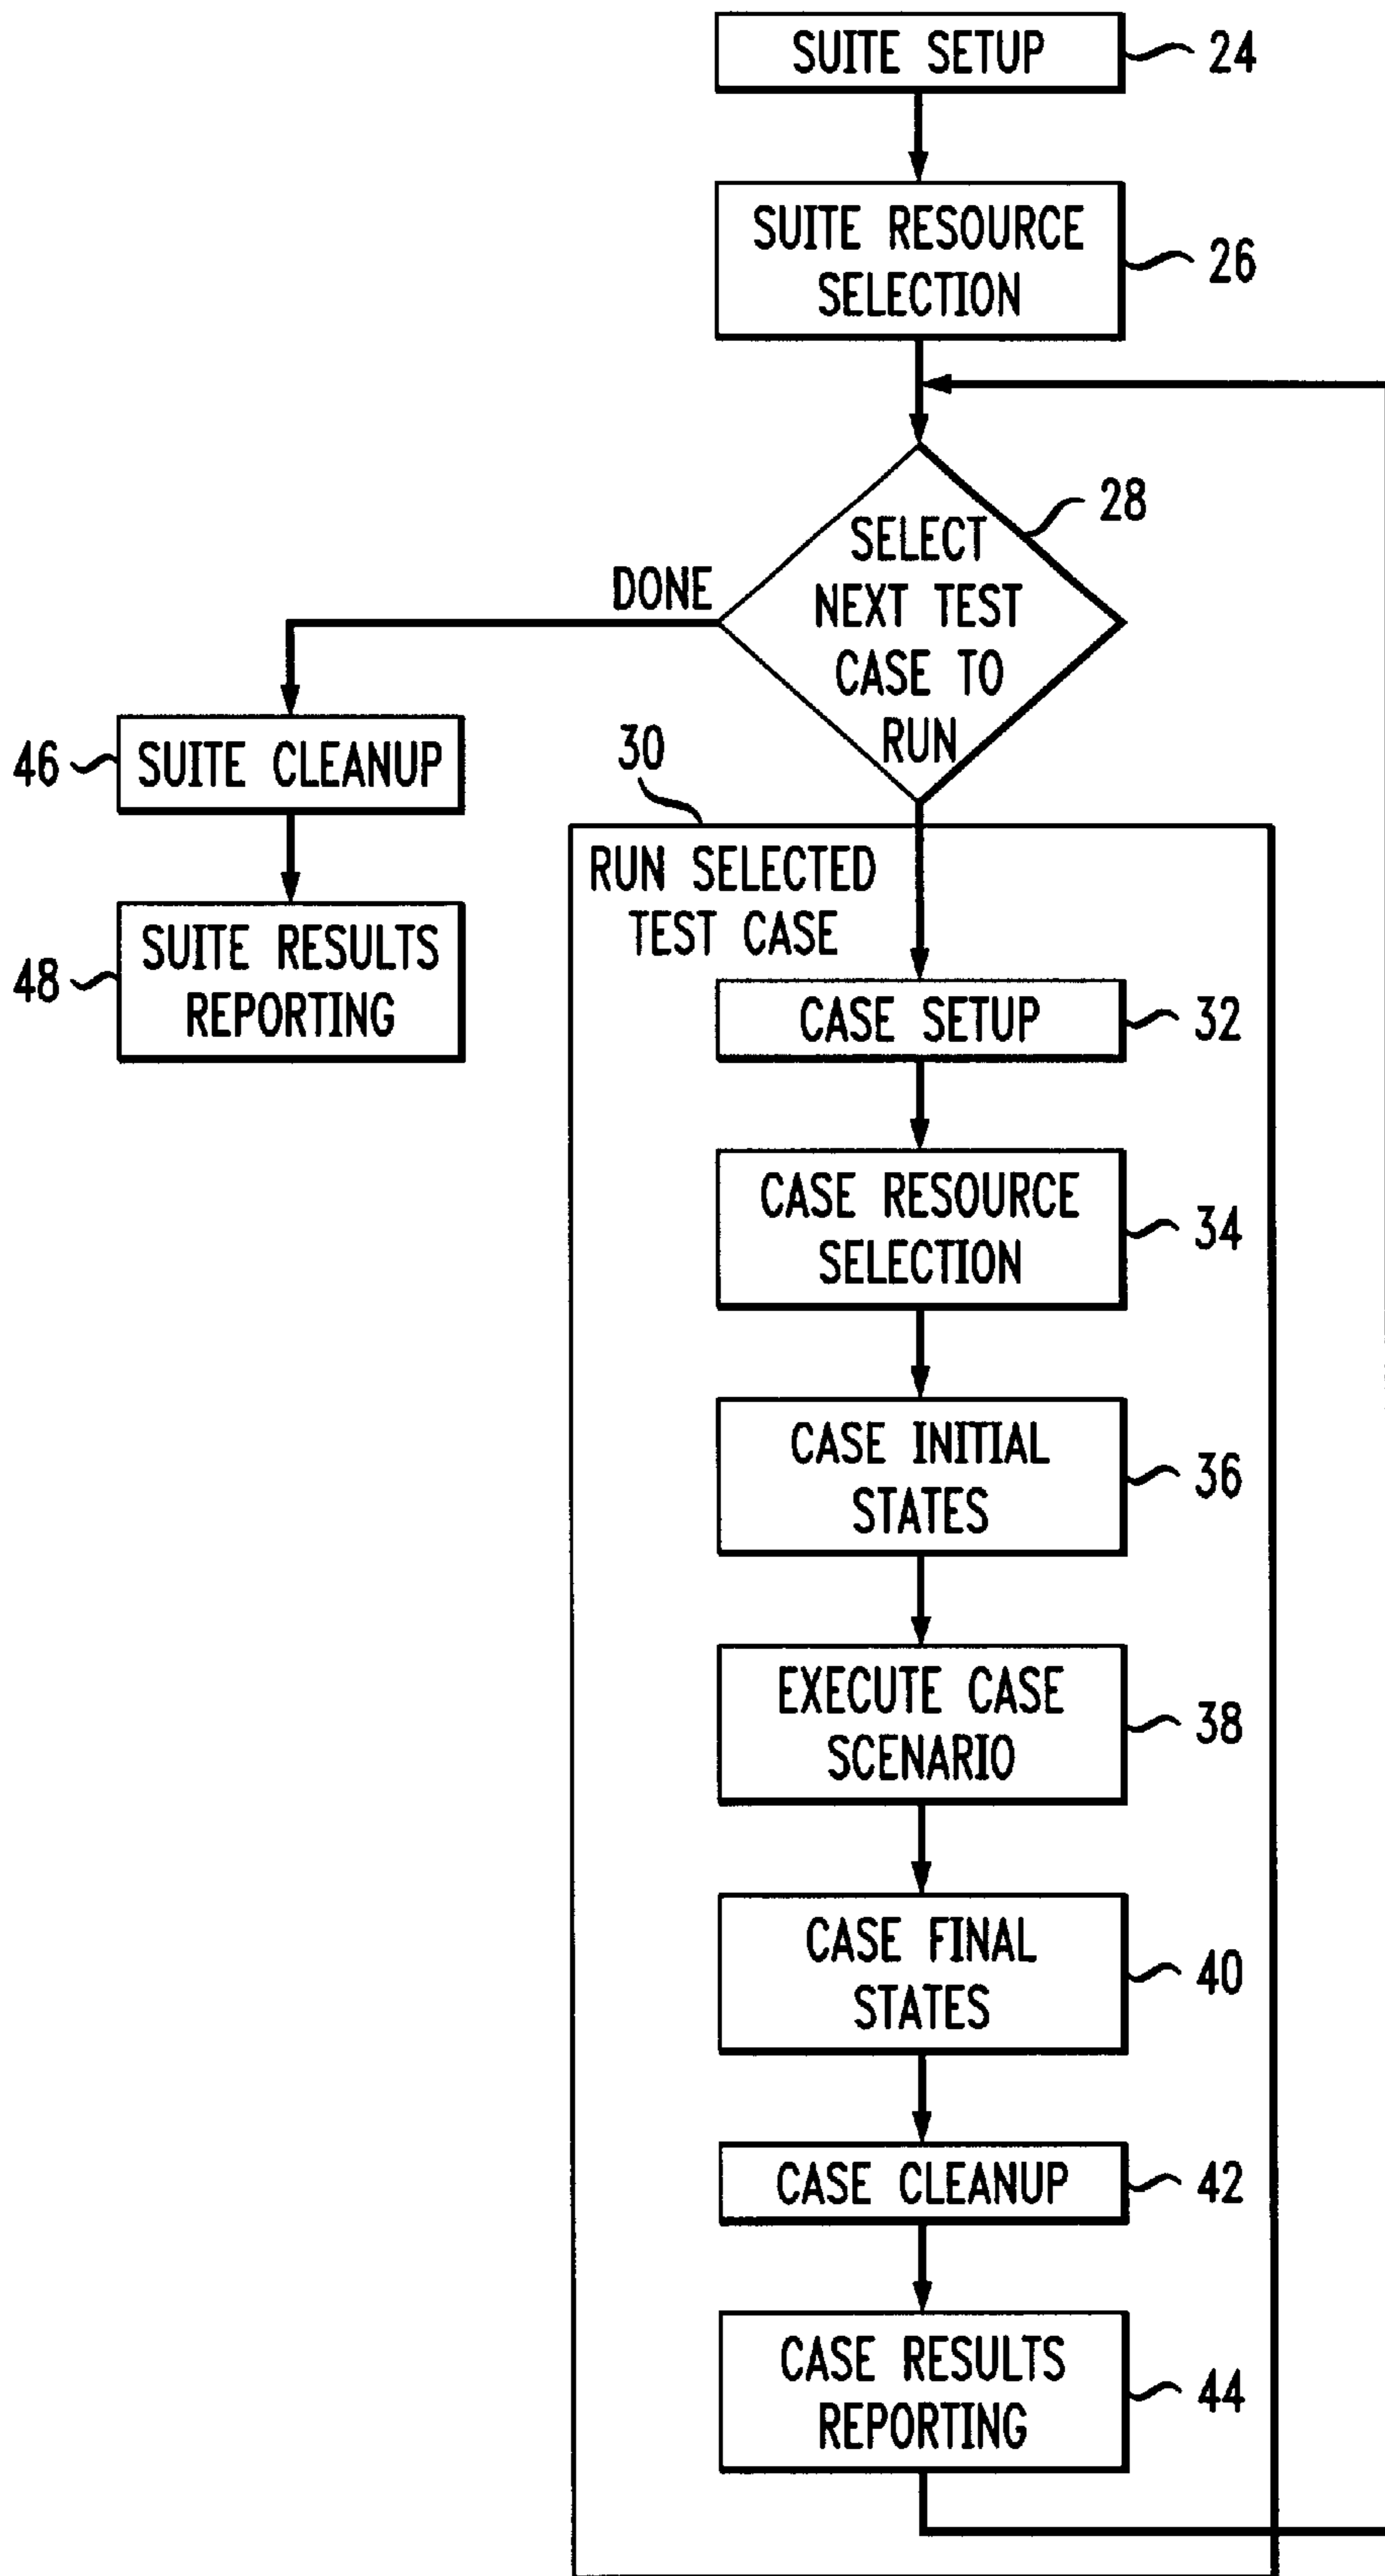 SUITE SETUP
24
SUITE RESOURCE
SELECTION
26
SELECT
NEXT TEST
CASE TO
RUN
28
DONE
46
SUITE CLEANUP
48
SUITE RESULTS
REPORTING
30
RUN SELECTED
TEST CASE
CASE SETUP
32
CASE RESOURCE
SELECTION
34
CASE INITIAL
STATES
36
EXECUTE CASE
SCENARIO
38
CASE FINAL
STATES
40
CASE CLEANUP
42
CASE RESULTS
REPORTING
44